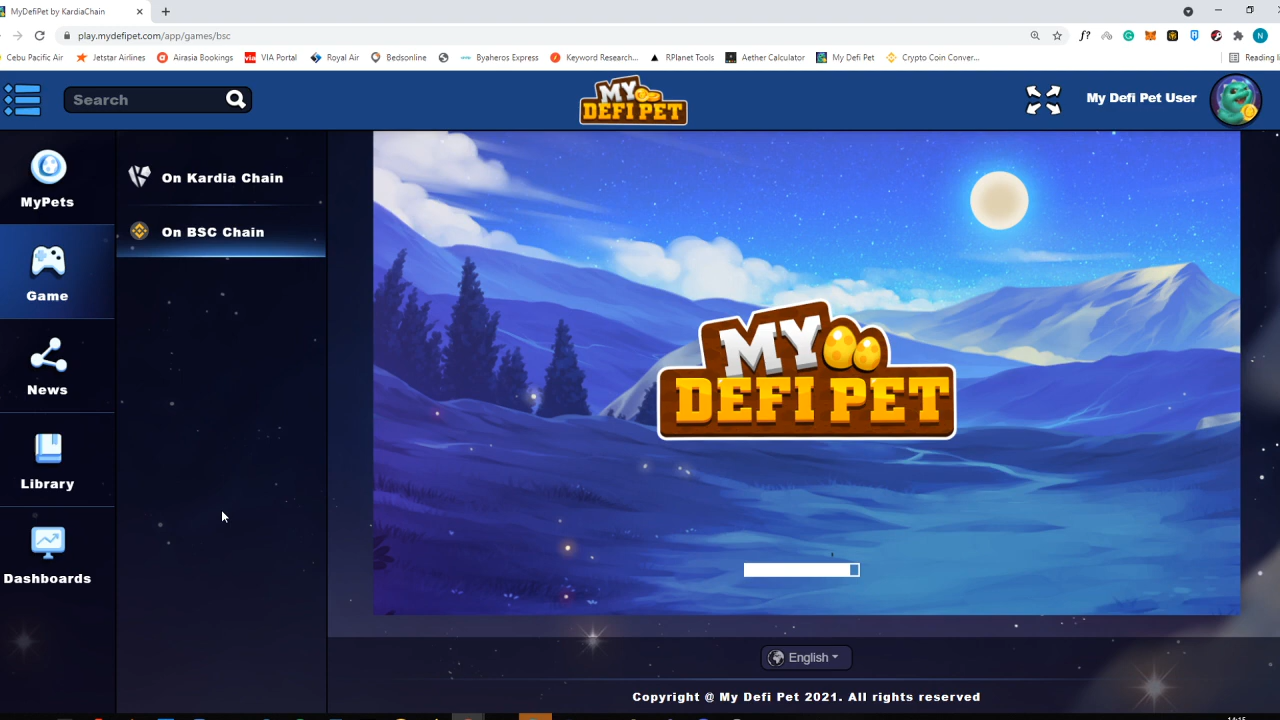 MyDefiPet by KardiaChain
play.mydefipet.com/app/games/bsc
Cebu Pacific Air
Jetstar Airlines
Airasia Bookings
VIA Portal
Royal Air
Bedsonline
Byaheros Express
Keyword Research...
RPlanet Tools
Aether Calculator
My Defi Pet
Crypto Coin Conver...
Reading li
Search
MY
DEFI PET
My Defi Pet User
MyPets
Game
News
Library
Dashboards
On Kardia Chain
On BSC Chain
MY
DEFI PET
English
Copyright @ My Defi Pet 2021. All rights reserved